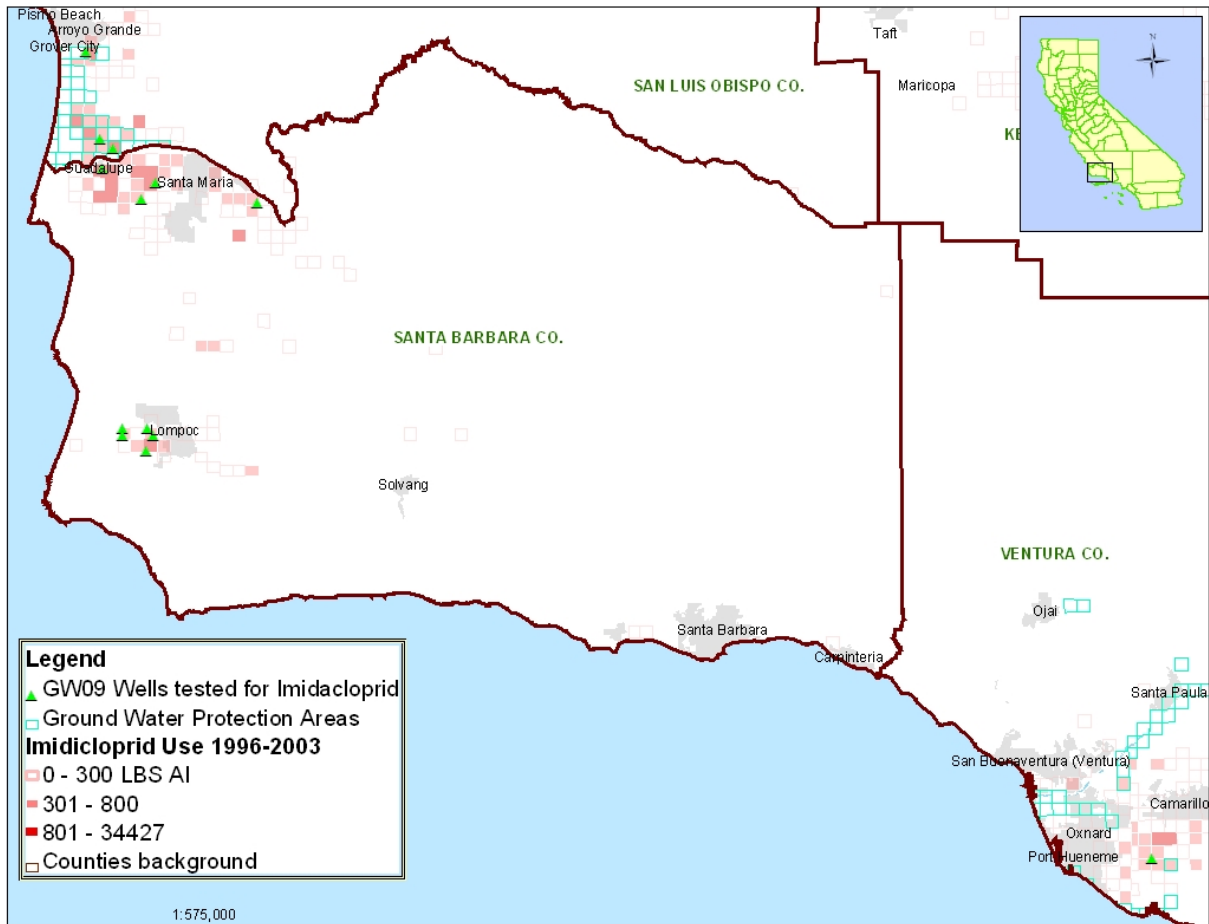 Pismo Beach
Arroyo Grande
Grover City
Taft
Maricopa
SAN LUIS OBISPO CO.
N
KE
Guadalupe
Santa Maria
SANTA BARBARA CO.
Lompoc
Solvang
VENTURA CO.
Ojai
Santa Barbara
Carpinteria
Santa Paula
San Buenaventura (Ventura)
Camarillo
Oxnard
Port Hueneme
Legend
GW09 Wells tested for Imidacloprid
Ground Water Protection Areas
Imidicloprid Use 1996-2003
0 - 300 LBS AI
301 - 800
801 - 34427
Counties background
1:575,000